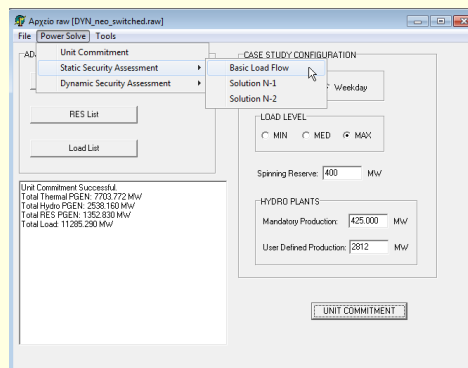 Αρχείο raw [DYN_neo_switched.raw]
File Power Solve Tools
Unit Commitment
Static Security Assessment
Dynamic Security Assessment
Basic Load Flow
Solution N-1
Solution N-2
RES List
Load List
Unit Commitment Successful.
Total Thermal PGEN: 7703.772 MW
Total Hydro PGEN: 2538.160 MW
Total RES PGEN: 1352.830 MW
Total Load: 11285.290 MW
CASE STUDY CONFIGURATION
Weekday
LOAD LEVEL
MIN MED MAX
Spinning Reserve: 400 MW
HYDRO PLANTS
Mandatory Production: 425.000 MW
User Defined Production: 2812 MW
UNIT COMMITMENT